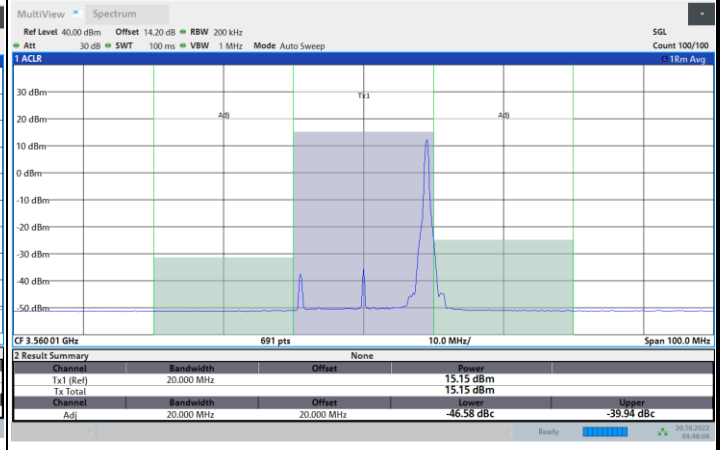 MultiView Spectrum
Ref Level 40.00 dBm Offset 14.20 dB RBW 200 kHz SGL
Att 30 dB SWT 100 ms VBW 1 MHz Mode Auto Sweep Count 100/100
1 ACLR 1Rm Avg
30 dBm
Tx1
20 dBm Adj Adj
10 dBm
0 dBm
-10 dBm
-20 dBm
-30 dBm
-40 dBm
-50 dBm
CF 3.560 01 GHz 691 pts 10.0 MHz/ Span 100.0 MHz
2 Result Summary None
Channel Bandwidth Offset Power
Tx1 (Ref) 20.000 MHz 15.15 dBm
Tx Total 15.15 dBm
Channel Bandwidth Offset Lower Upper
Adj 20.000 MHz 20.000 MHz -46.58 dBc -39.94 dBc
Ready 20.10.2022
04:48:04